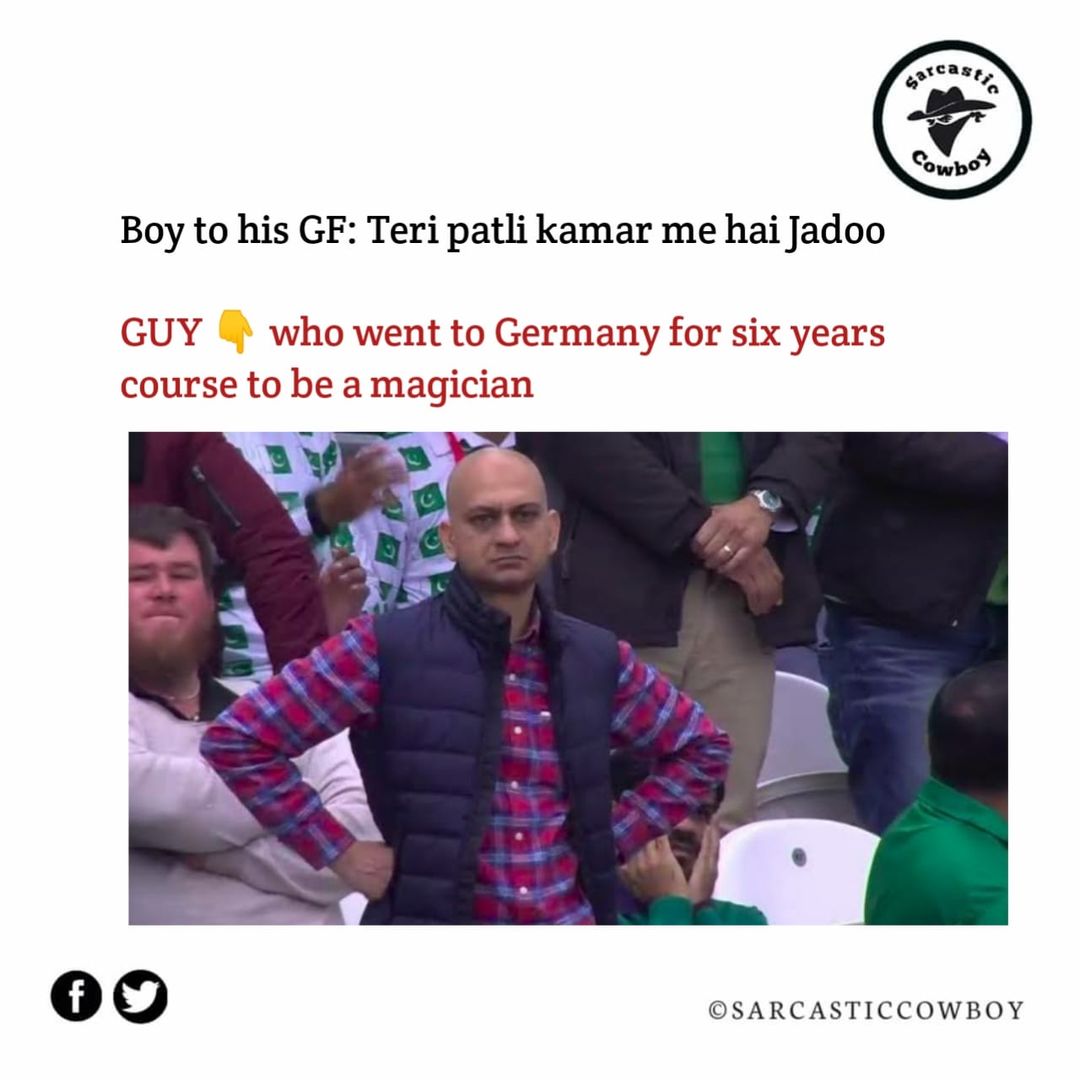 Sarcastic
Cowboy
Boy to his GF: Teri patli kamar me hai Jadoo
GUY 👇 who went to Germany for six years
course to be a magician
©SARCASTICCOWBOY